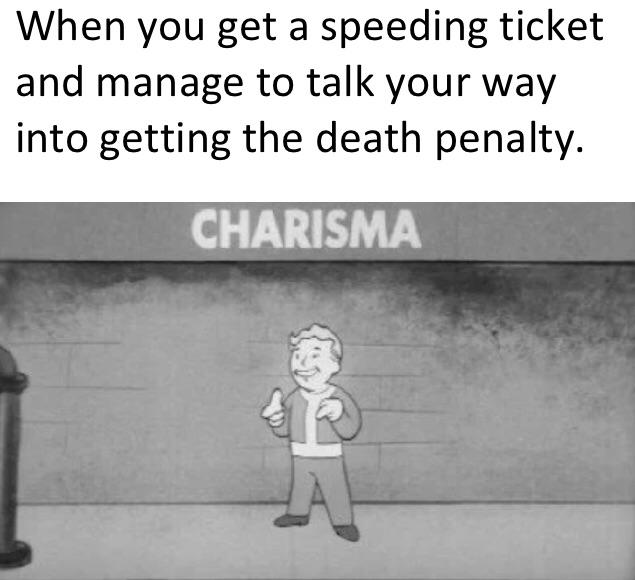 When you get a speeding ticket
and manage to talk your way
into getting the death penalty.
CHARISMA